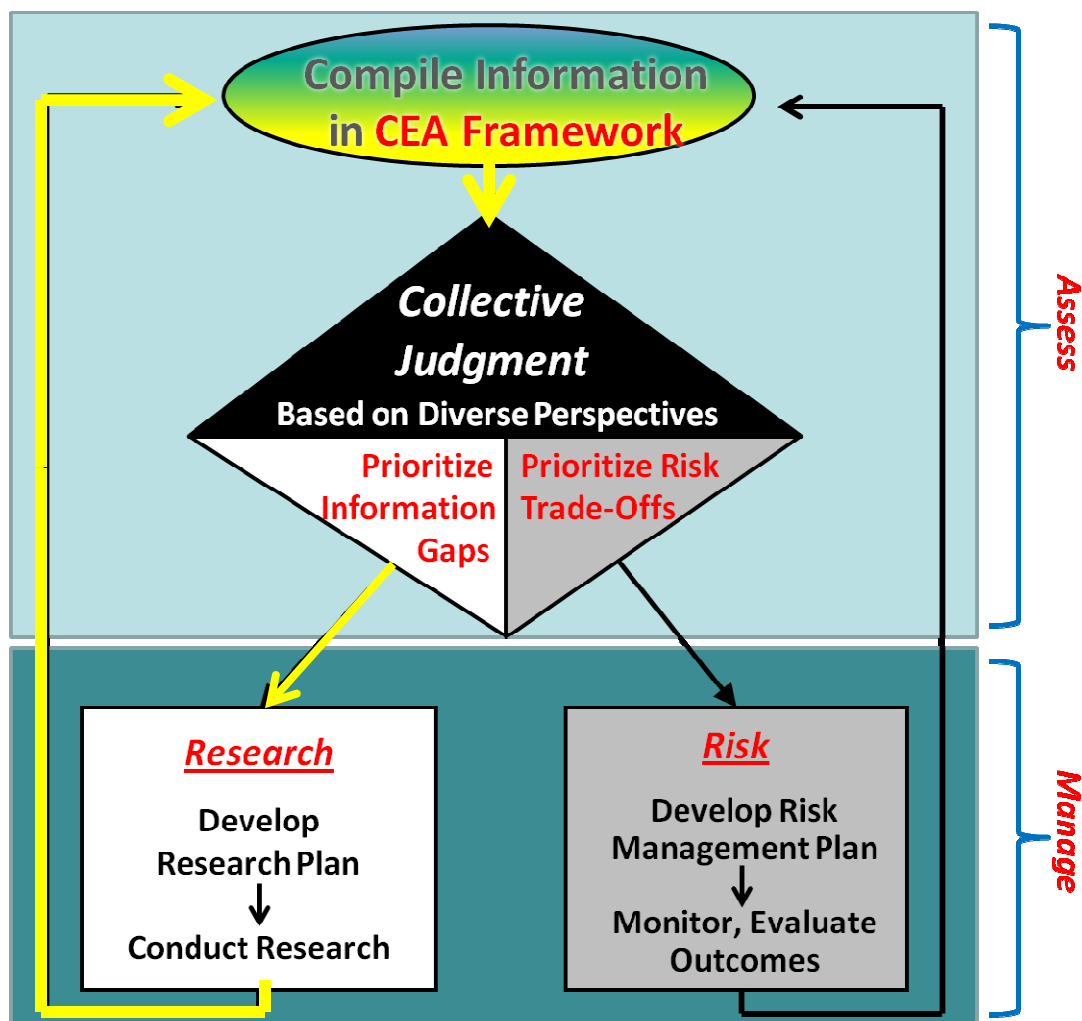 Compile Information
in CEA Framework
Collective
Judgment
Based on Diverse Perspectives
Prioritize
Information
Gaps
Prioritize Risk
Trade-Offs
Assess
Research
Develop
Research Plan
Conduct Research
Risk
Develop Risk
Management Plan
Monitor, Evaluate
Outcomes
Manage